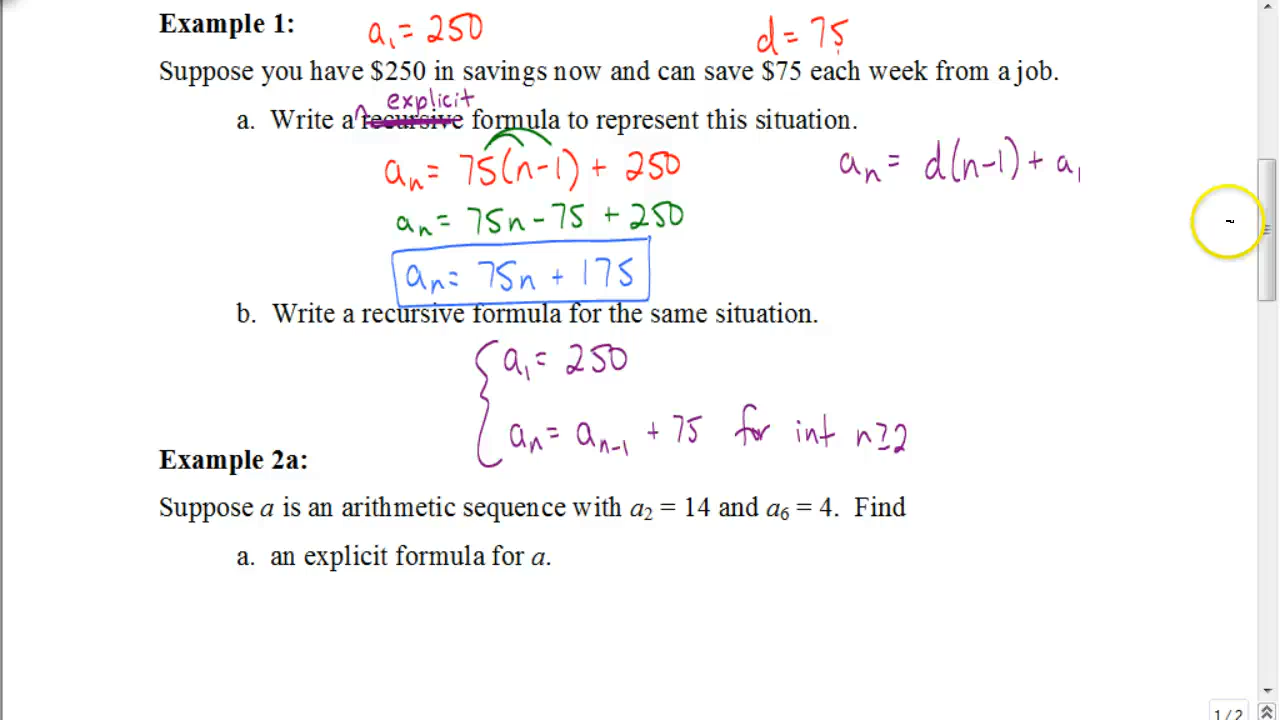 Example 1: a₁ = 250 d = 75
Suppose you have $250 in savings now and can save $75 each week from a job.
explicit
a. Write a ^ recursive formula to represent this situation.
aₙ = 75(n-1) + 250 aₙ = d(n-1) + a₁
aₙ = 75n - 75 + 250
aₙ = 75n + 175
b. Write a recursive formula for the same situation.
{ a₁ = 250
aₙ = aₙ₋₁ + 75 for int n ≥ 2
Example 2a:
Suppose a is an arithmetic sequence with a₂ = 14 and a₆ = 4. Find
a. an explicit formula for a.
1/2